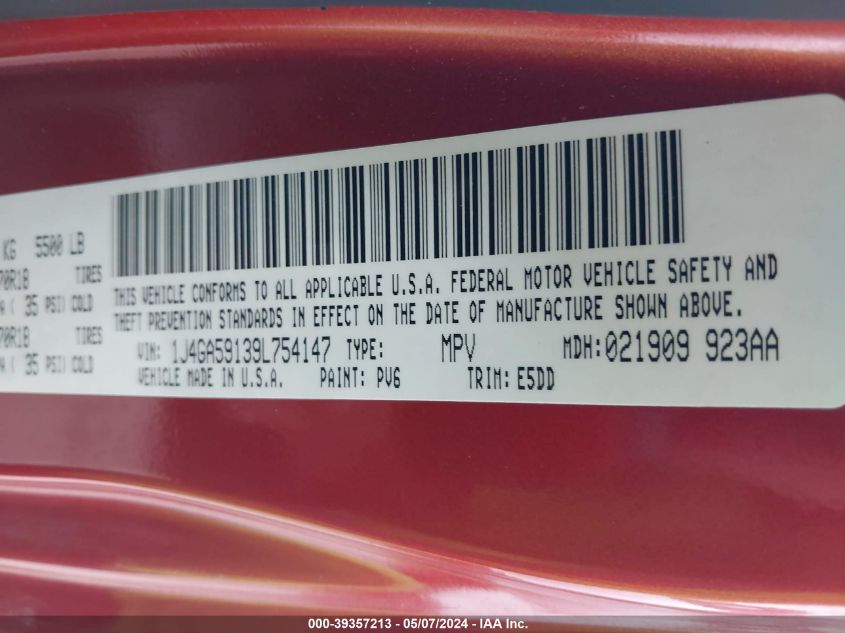 KG 5500 LB
70R18 TIRES
( 35 PSI) COLD
70R18 TIRES
( 35 PSI) COLD
THIS VEHICLE CONFORMS TO ALL APPLICABLE U.S.A. FEDERAL MOTOR VEHICLE SAFETY AND
THEFT PREVENTION STANDARDS IN EFFECT ON THE DATE OF MANUFACTURE SHOWN ABOVE.
VIN: 1J4GA59139L754147 TYPE: MPV MDH:021909 923AA
VEHICLE MADE IN U.S.A. PAINT: PV6 TRIM: E5DD
000-39357213 - 05/07/2024 - IAA Inc.